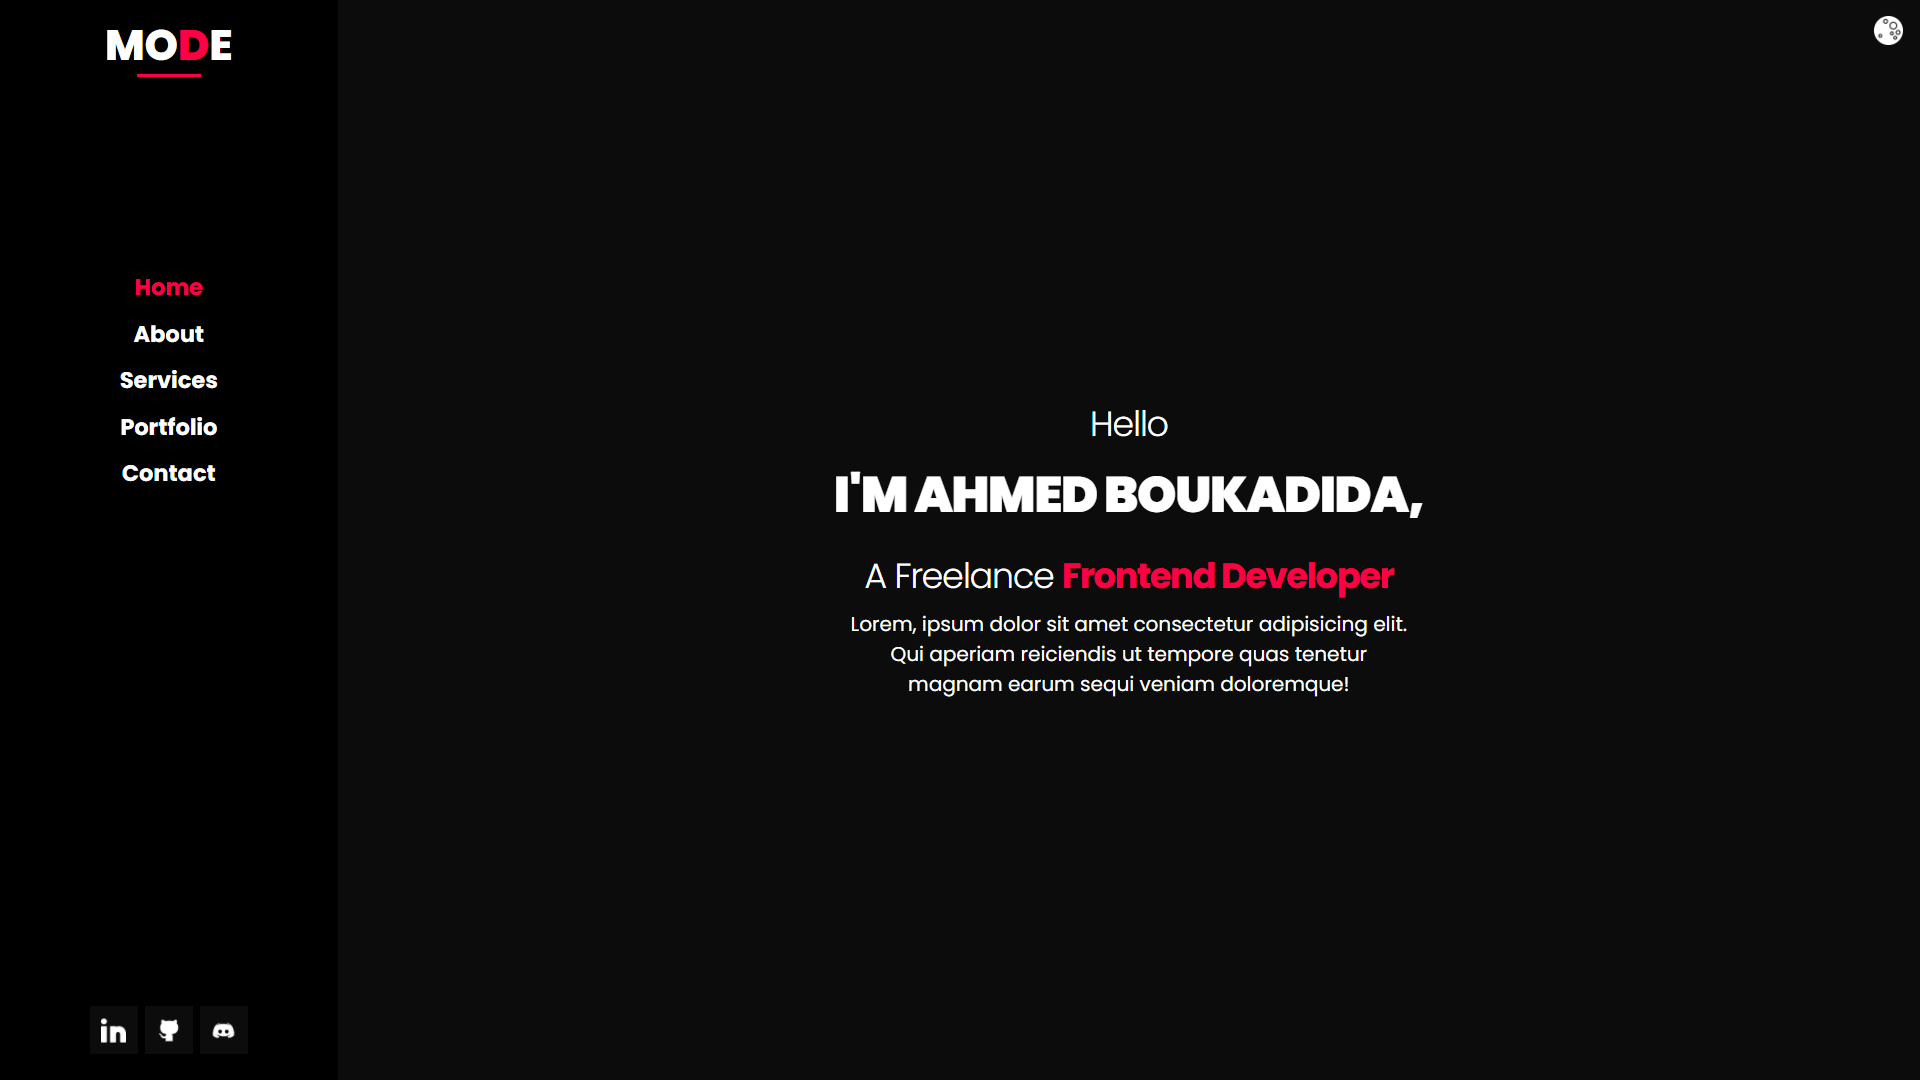 MODE
Home
About
Services
Portfolio
Contact
Hello
I'M AHMED BOUKADIDA,
A Freelance Frontend Developer
Lorem, ipsum dolor sit amet consectetur adipisicing elit.
Qui aperiam reiciendis ut tempore quas tenetur
magnam earum sequi veniam doloremque!
in